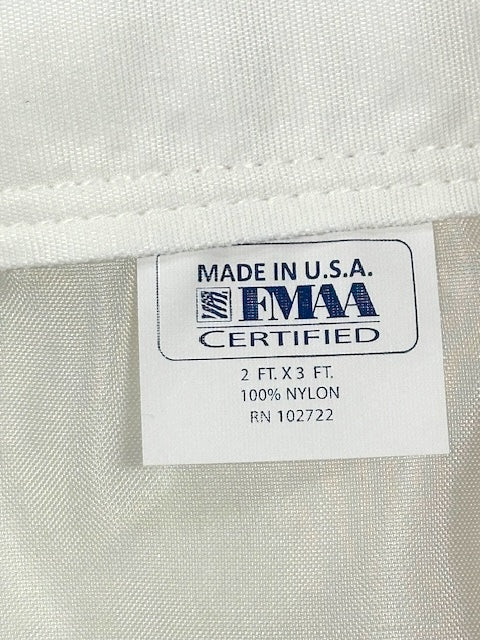 MADE IN U.S.A.
FMAA
CERTIFIED
2 FT. X 3 FT.
100% NYLON
RN 102722